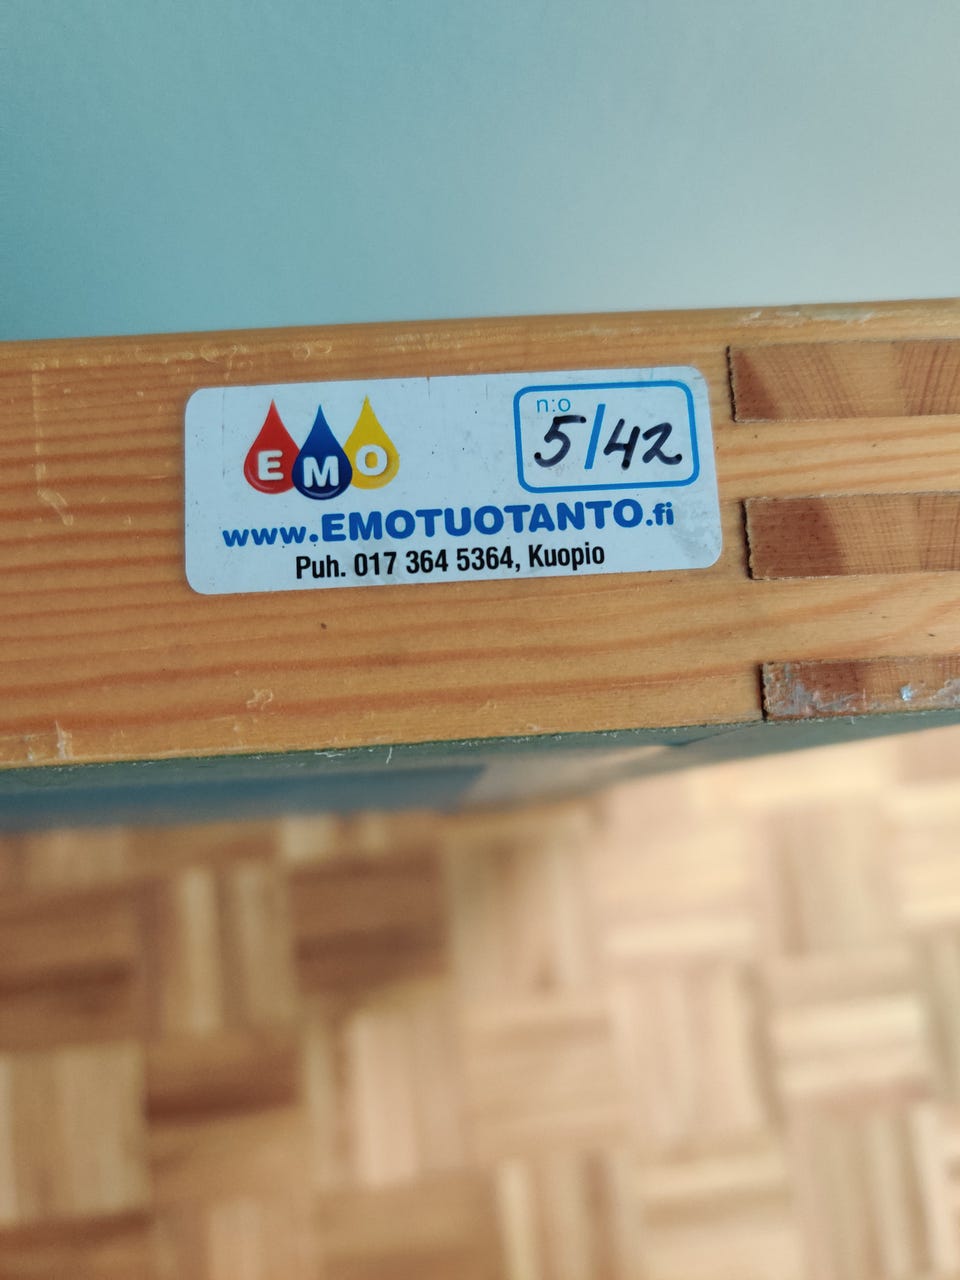 EMO
n:o
5/42
www.EMOTUOTANTO.fi
Puh. 017 364 5364, Kuopio